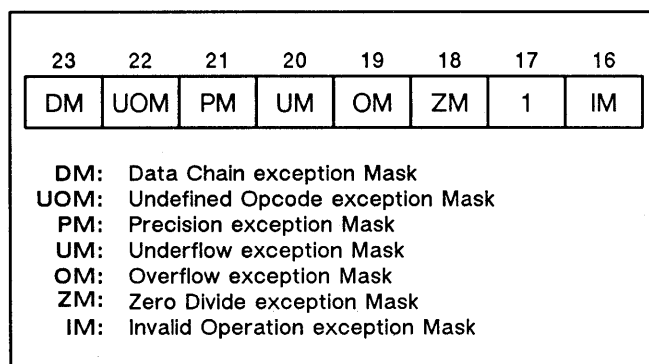 23 22 21 20 19 18 17 16
DM UOM PM UM OM ZM 1 IM
DM: Data Chain exception Mask
UOM: Undefined Opcode exception Mask
PM: Precision exception Mask
UM: Underflow exception Mask
OM: Overflow exception Mask
ZM: Zero Divide exception Mask
IM: Invalid Operation exception Mask